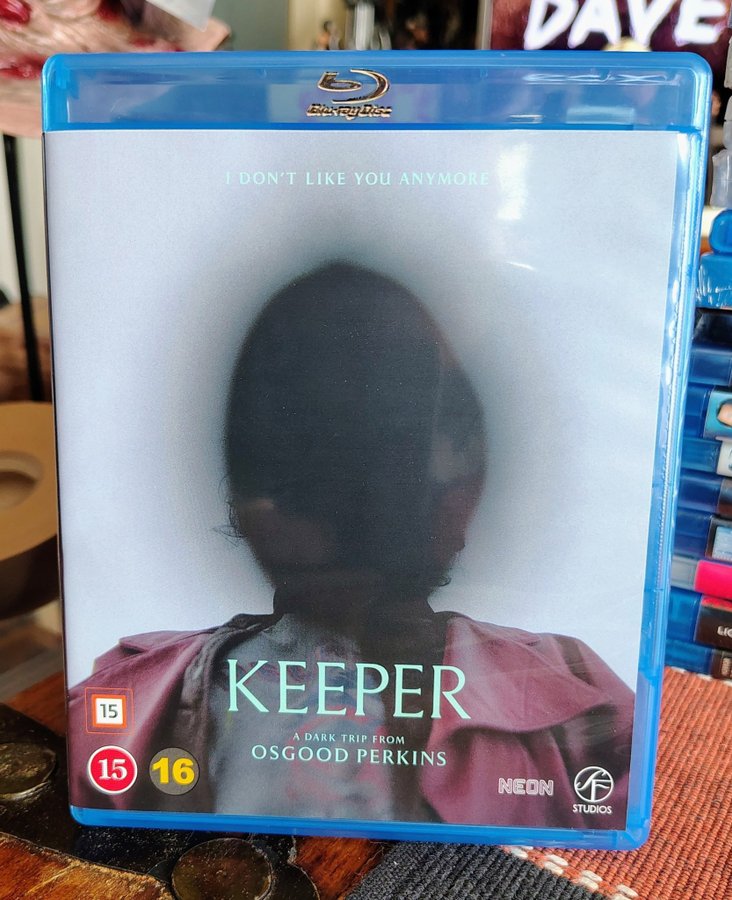 DAVE
Blu-ray Disc
I DON'T LIKE YOU ANYMORE
KEEPER
A DARK TRIP FROM
OSGOOD PERKINS
15
15
16
NEON
SF
STUDIOS